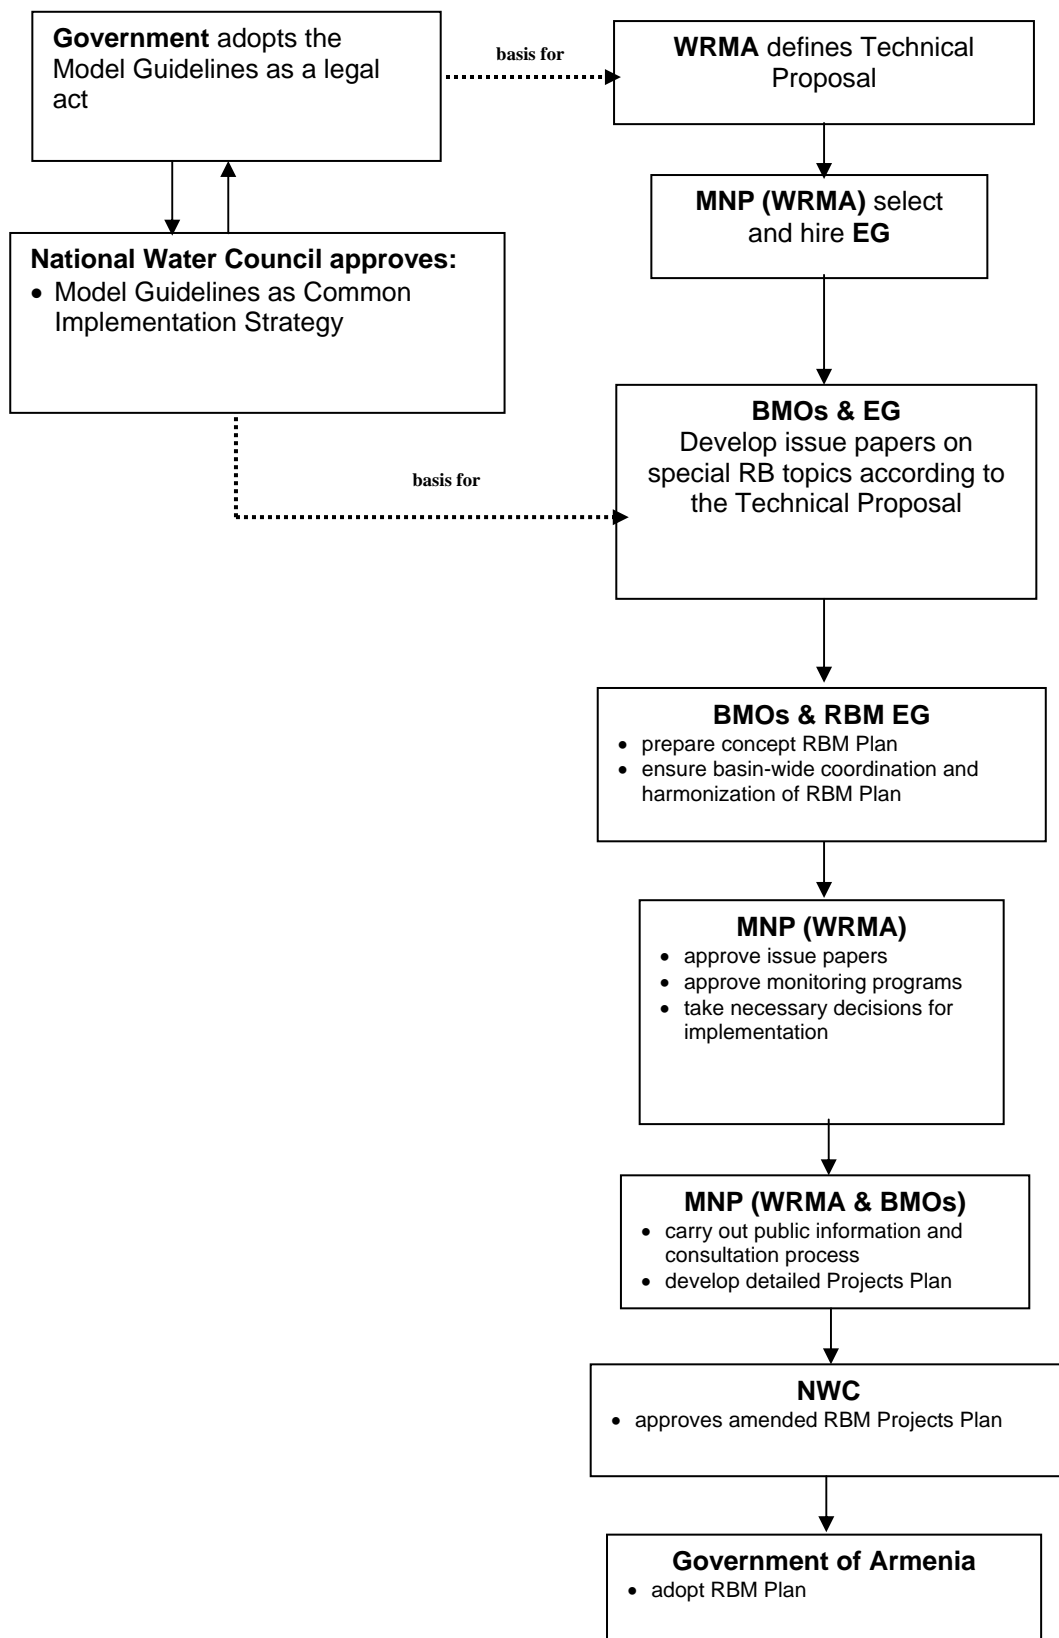 Government adopts the
Model Guidelines as a legal
act
basis for
WRMA defines Technical
Proposal
MNP (WRMA) select
and hire EG
National Water Council approves:
• Model Guidelines as Common
Implementation Strategy
basis for
BMOs & EG
Develop issue papers on
special RB topics according to
the Technical Proposal
BMOs & RBM EG
• prepare concept RBM Plan
• ensure basin-wide coordination and
harmonization of RBM Plan
MNP (WRMA)
• approve issue papers
• approve monitoring programs
• take necessary decisions for
implementation
MNP (WRMA & BMOs)
• carry out public information and
consultation process
• develop detailed Projects Plan
NWC
• approves amended RBM Projects Plan
Government of Armenia
• adopt RBM Plan